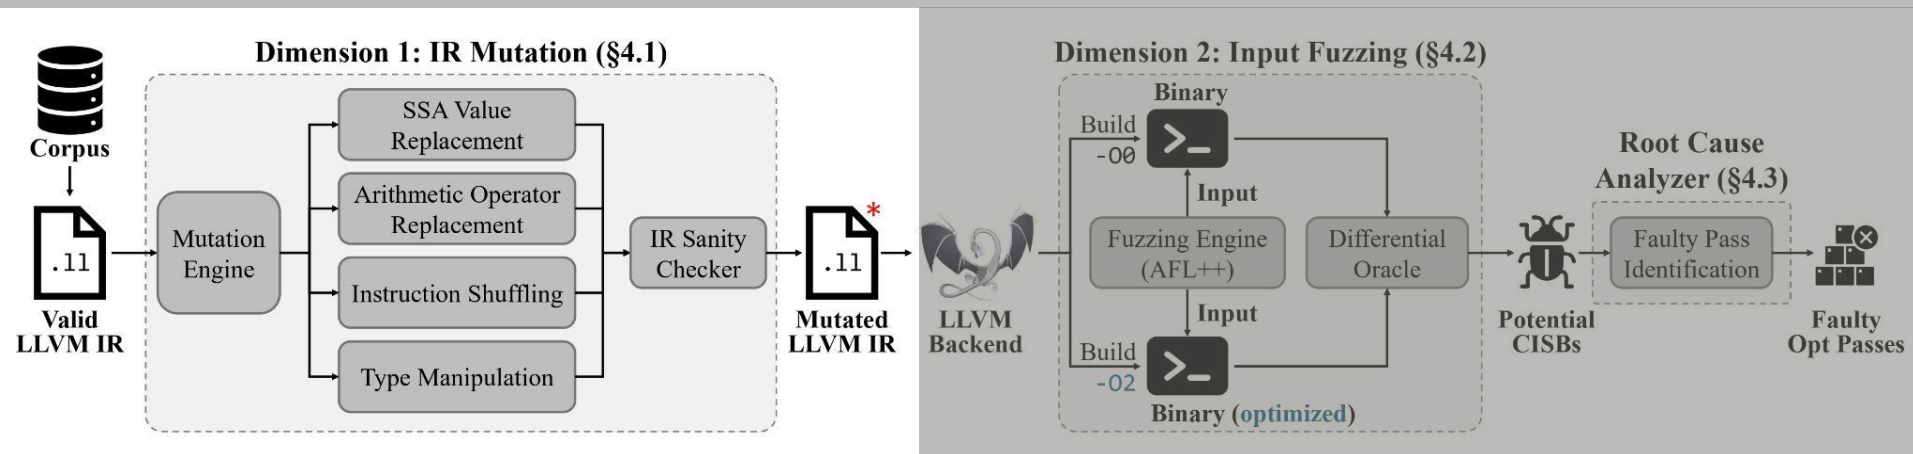 Dimension 1: IR Mutation (§4.1)
Corpus
.ll
Valid
LLVM IR
Mutation
Engine
SSA Value
Replacement
Arithmetic Operator
Replacement
Instruction Shuffling
Type Manipulation
IR Sanity
Checker
*
.ll
Mutated
LLVM IR
LLVM
Backend
Dimension 2: Input Fuzzing (§4.2)
Binary
Build
-O0
>_
Input
Fuzzing Engine
(AFL++)
Input
Build
-O2
>_
Binary (optimized)
Differential
Oracle
Potential
CISBs
Root Cause
Analyzer (§4.3)
Faulty Pass
Identification
Faulty
Opt Passes